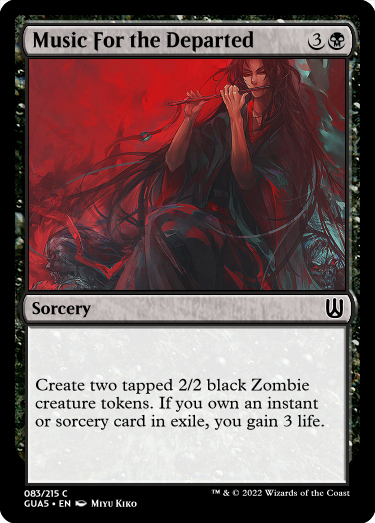 Music For the Departed 3
Sorcery
Create two tapped 2/2 black Zombie
creature tokens. If you own an instant
or sorcery card in exile, you gain 3 life.
083/215 C
GUA5 • EN Miyu Kiko
™ & © 2022 Wizards of the Coast